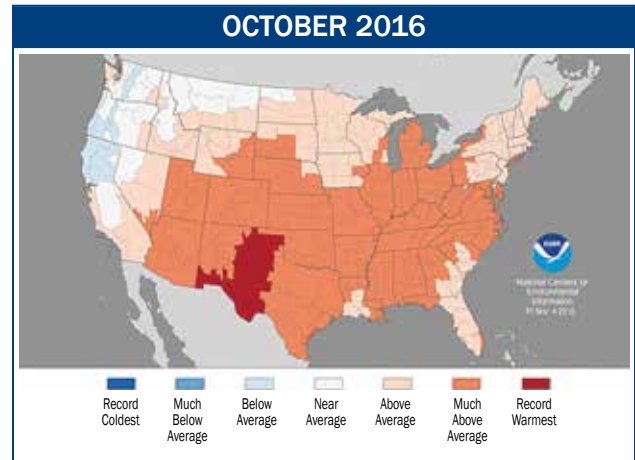 OCTOBER 2016
NOAA
National Centers for
Environmental
Information
Fri Nov 4 2016
Record
Coldest
Much
Below
Average
Below
Average
Near
Average
Above
Average
Much
Above
Average
Record
Warmest